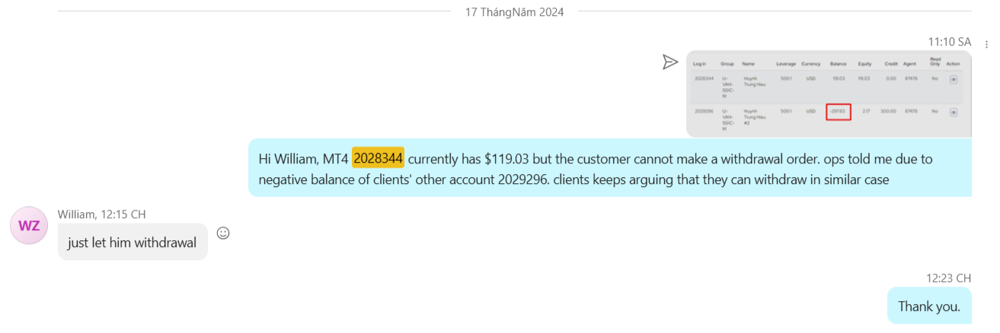 17 ThángNăm 2024
11:10 SA
Login Group Name Leverage Currency Balance Equity Credit Agent Read Only Action
2028344 U-VAH-SSIC-M Huynh Trung Hieu 500:1 USD 119.03 119.03 0.00 87478 No
2029296 U-VAH-SSIC-M Huynh Trung Hieu #2 500:1 USD -297.83 2.17 300.00 87478 No
Hi William, MT4 2028344 currently has $119.03 but the customer cannot make a withdrawal order. ops told me due to
negative balance of clients' other account 2029296. clients keeps arguing that they can withdraw in similar case
WZ
William, 12:15 CH
just let him withdrawal
12:23 CH
Thank you.